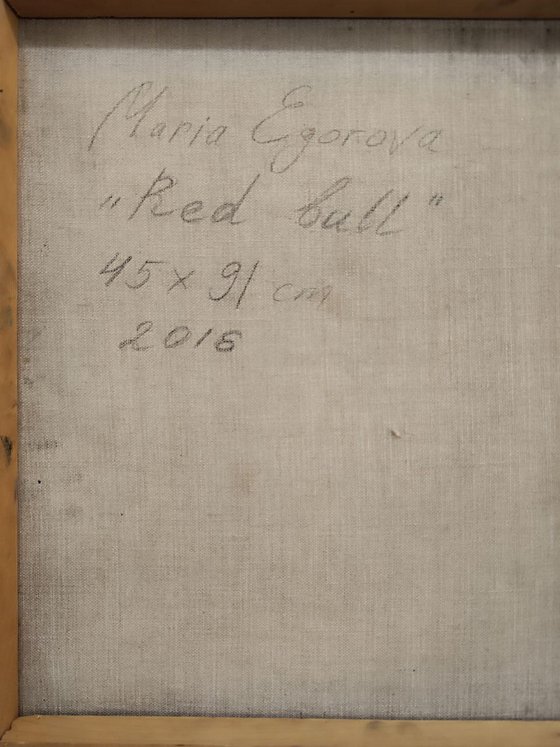 Maria Egorova
„Red bull"
45 x 91 cm
2016